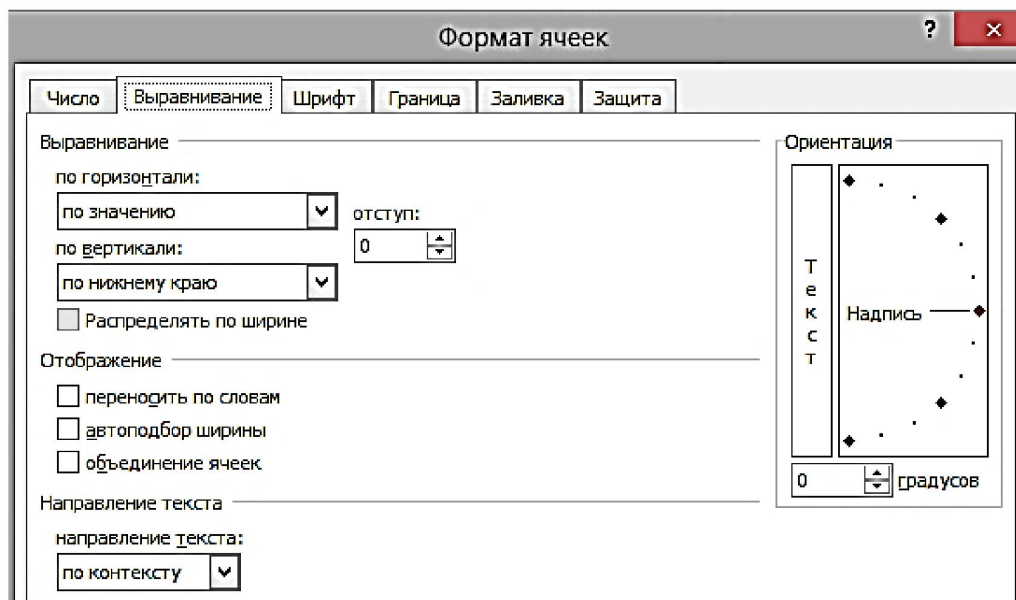 Формат ячеек
?
Число Выравнивание Шрифт Граница Заливка Защита
Выравнивание
по горизонтали:
по значению
отступ:
0
по вертикали:
по нижнему краю
Распределять по ширине
Отображение
переносить по словам
автоподбор ширины
объединение ячеек
Направление текста
направление текста:
по контексту
Ориентация
Текст
Надпись
0 градусов